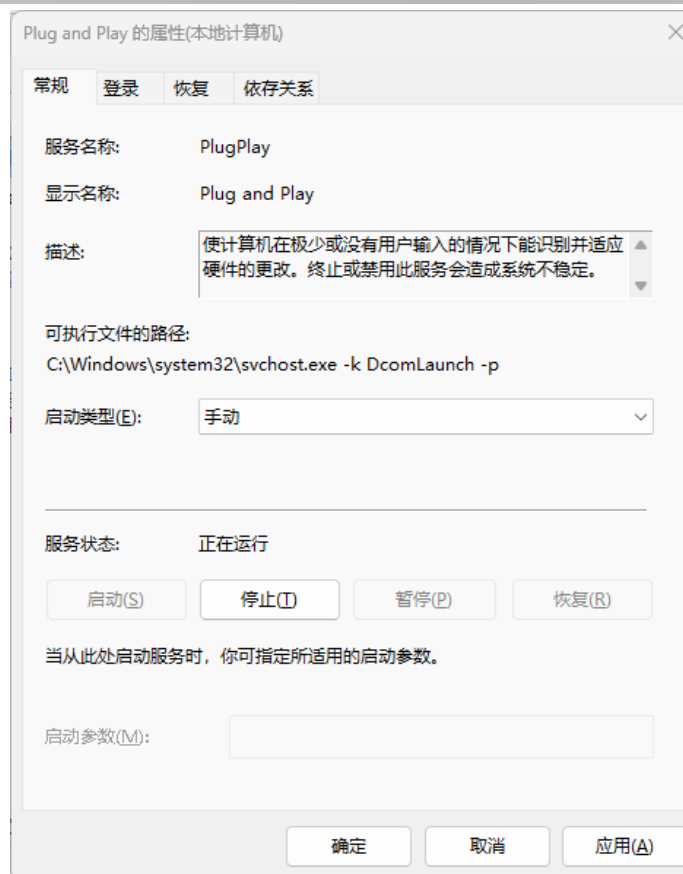 Plug and Play 的属性(本地计算机)
常规 登录 恢复 依存关系
服务名称: PlugPlay
显示名称: Plug and Play
描述: 使计算机在极少或没有用户输入的情况下能识别并适应
硬件的更改。终止或禁用此服务会造成系统不稳定。
可执行文件的路径:
C:\Windows\system32\svchost.exe -k DcomLaunch -p
启动类型(E): 手动
服务状态: 正在运行
启动(S) 停止(T) 暂停(P) 恢复(R)
当从此处启动服务时，你可指定所适用的启动参数。
启动参数(M):
确定 取消 应用(A)